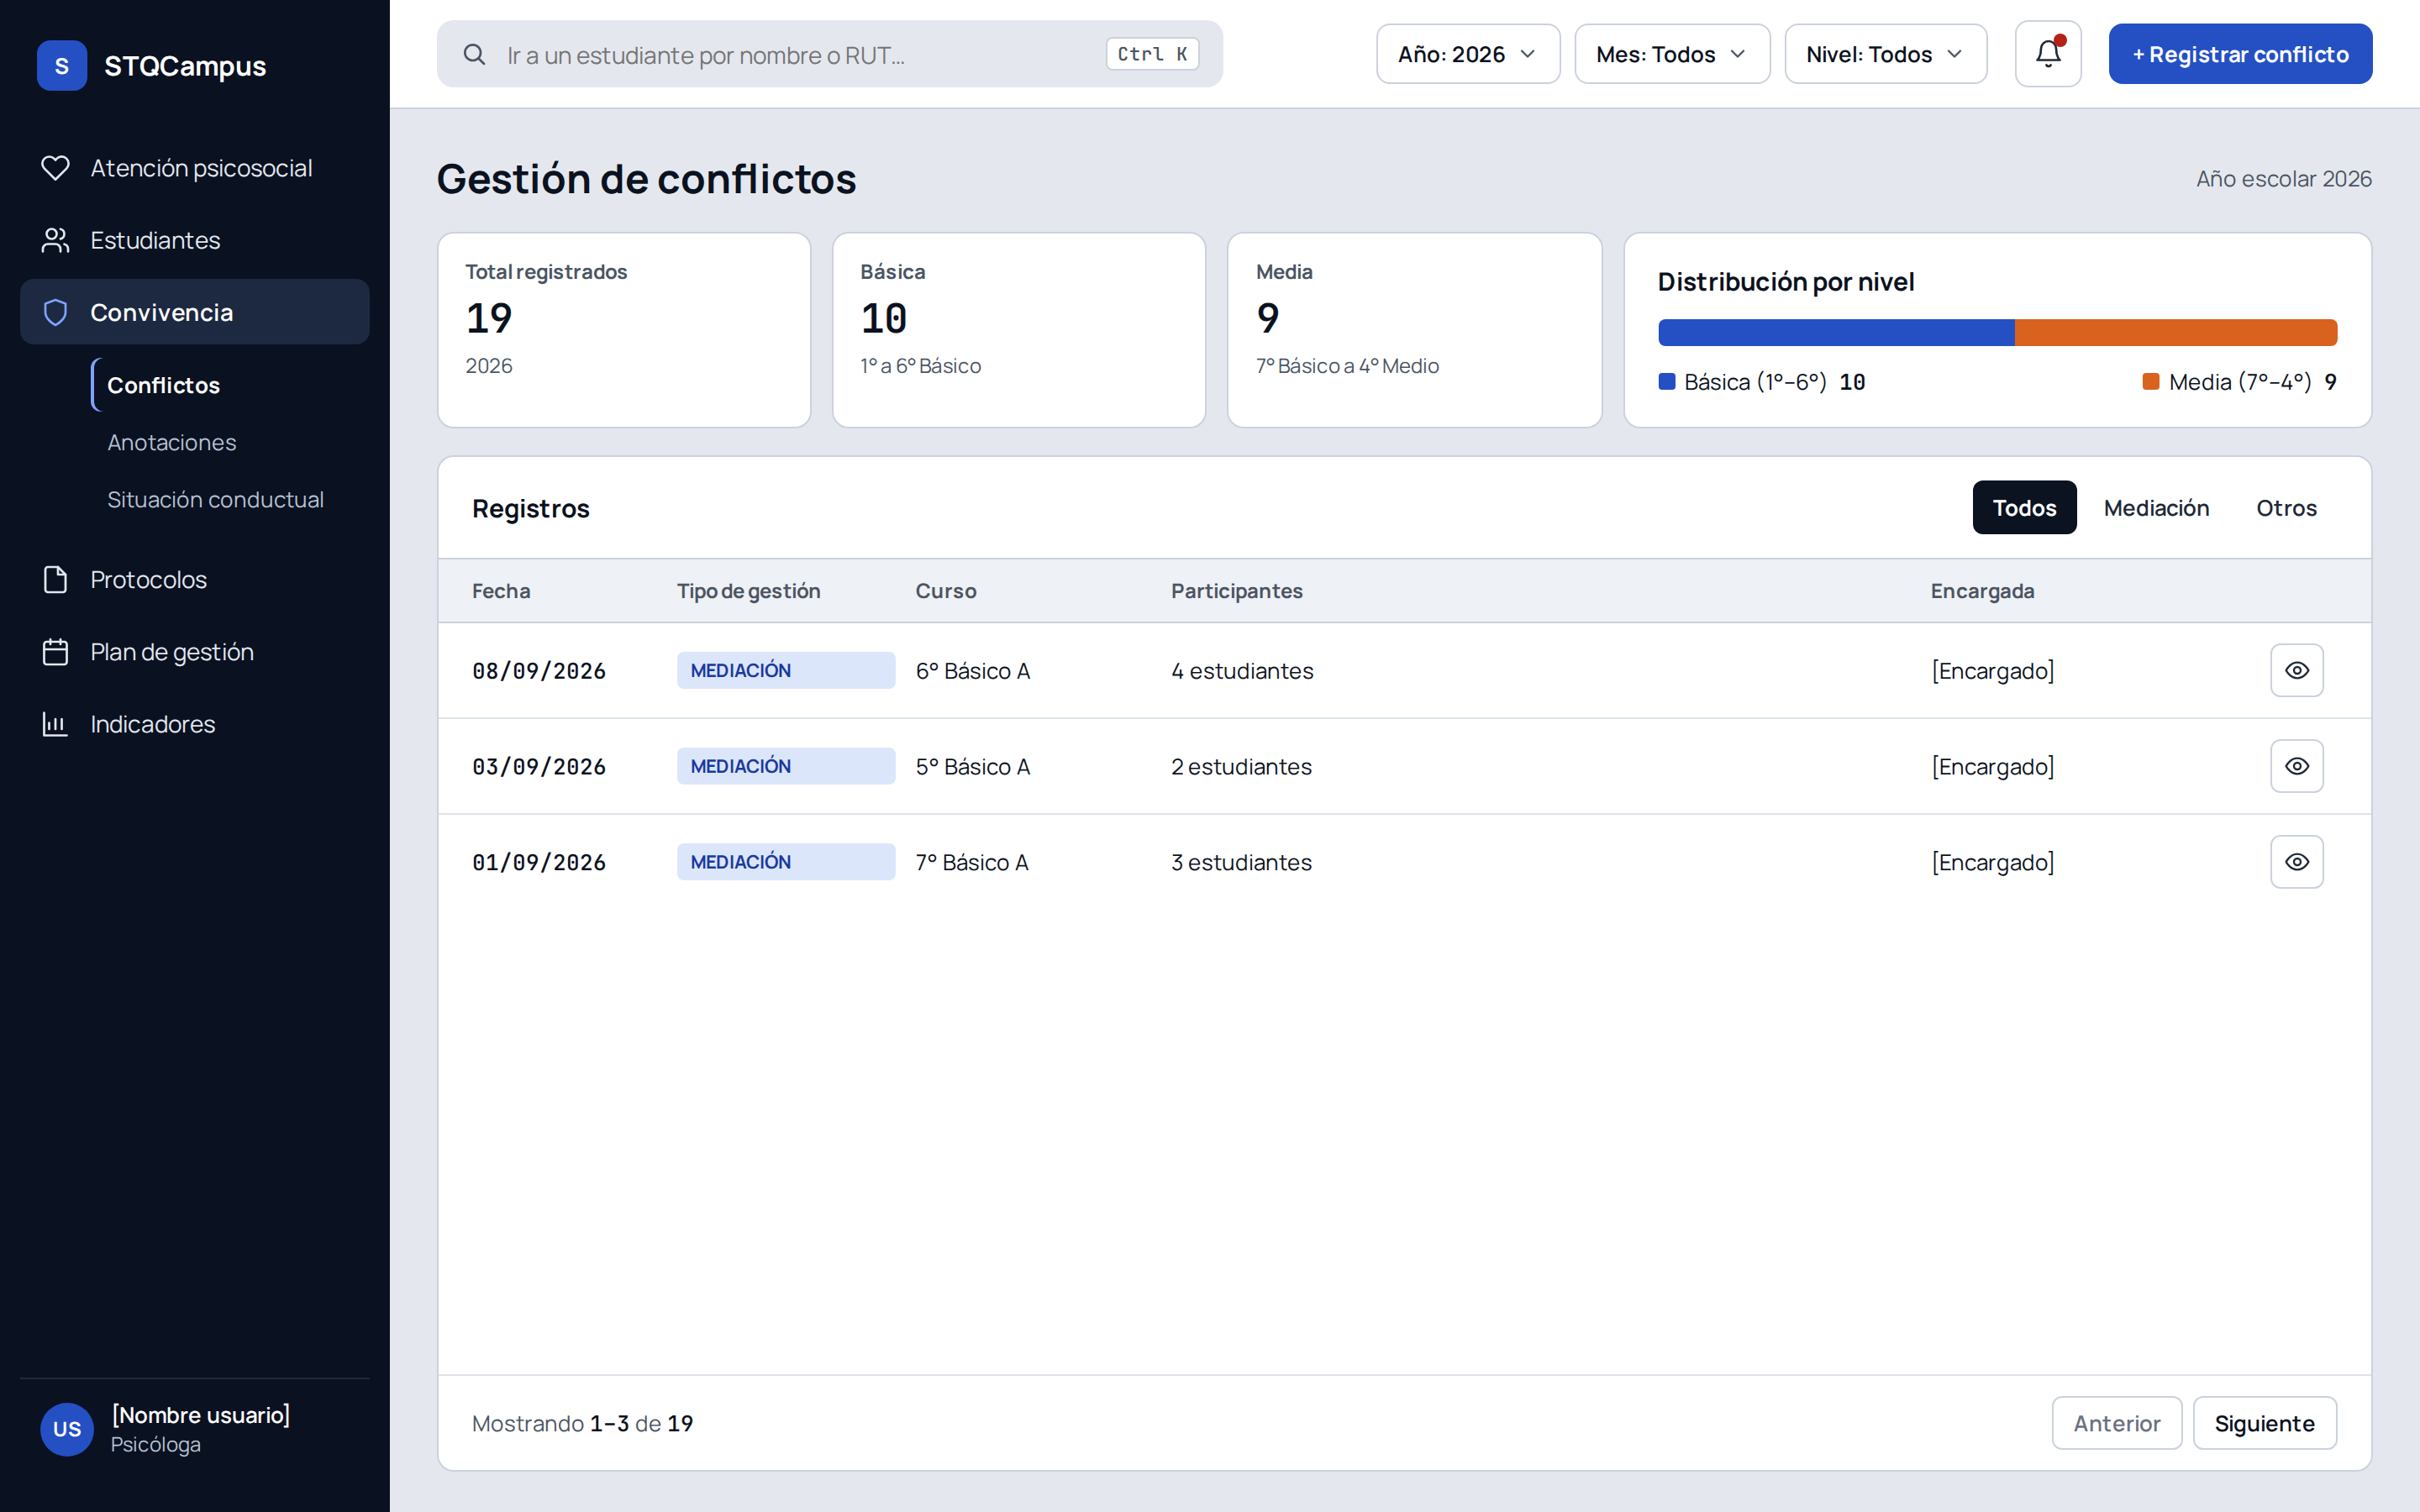 S STQCampus
Atención psicosocial
Estudiantes
Convivencia
Conflictos
Anotaciones
Situación conductual
Protocolos
Plan de gestión
Indicadores
US [Nombre usuario]
Psicóloga
Ir a un estudiante por nombre o RUT... Ctrl K
Año: 2026 Mes: Todos Nivel: Todos + Registrar conflicto
Gestión de conflictos Año escolar 2026
Total registrados
19
2026
Básica
10
1° a 6° Básico
Media
9
7° Básico a 4° Medio
Distribución por nivel
Básica (1°–6°) 10 Media (7°–4°) 9
Registros Todos Mediación Otros
Fecha Tipo de gestión Curso Participantes Encargada
08/09/2026 MEDIACIÓN 6° Básico A 4 estudiantes [Encargado]
03/09/2026 MEDIACIÓN 5° Básico A 2 estudiantes [Encargado]
01/09/2026 MEDIACIÓN 7° Básico A 3 estudiantes [Encargado]
Mostrando 1–3 de 19 Anterior Siguiente